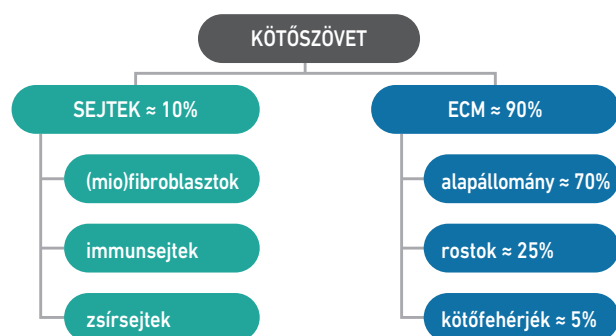 KÖTŐSZÖVET
SEJTEK ≈ 10%
(mio)fibroblasztok
immunsejtek
zsírsejtek
ECM ≈ 90%
alapállomány ≈ 70%
rostok ≈ 25%
kötőfehérjék ≈ 5%